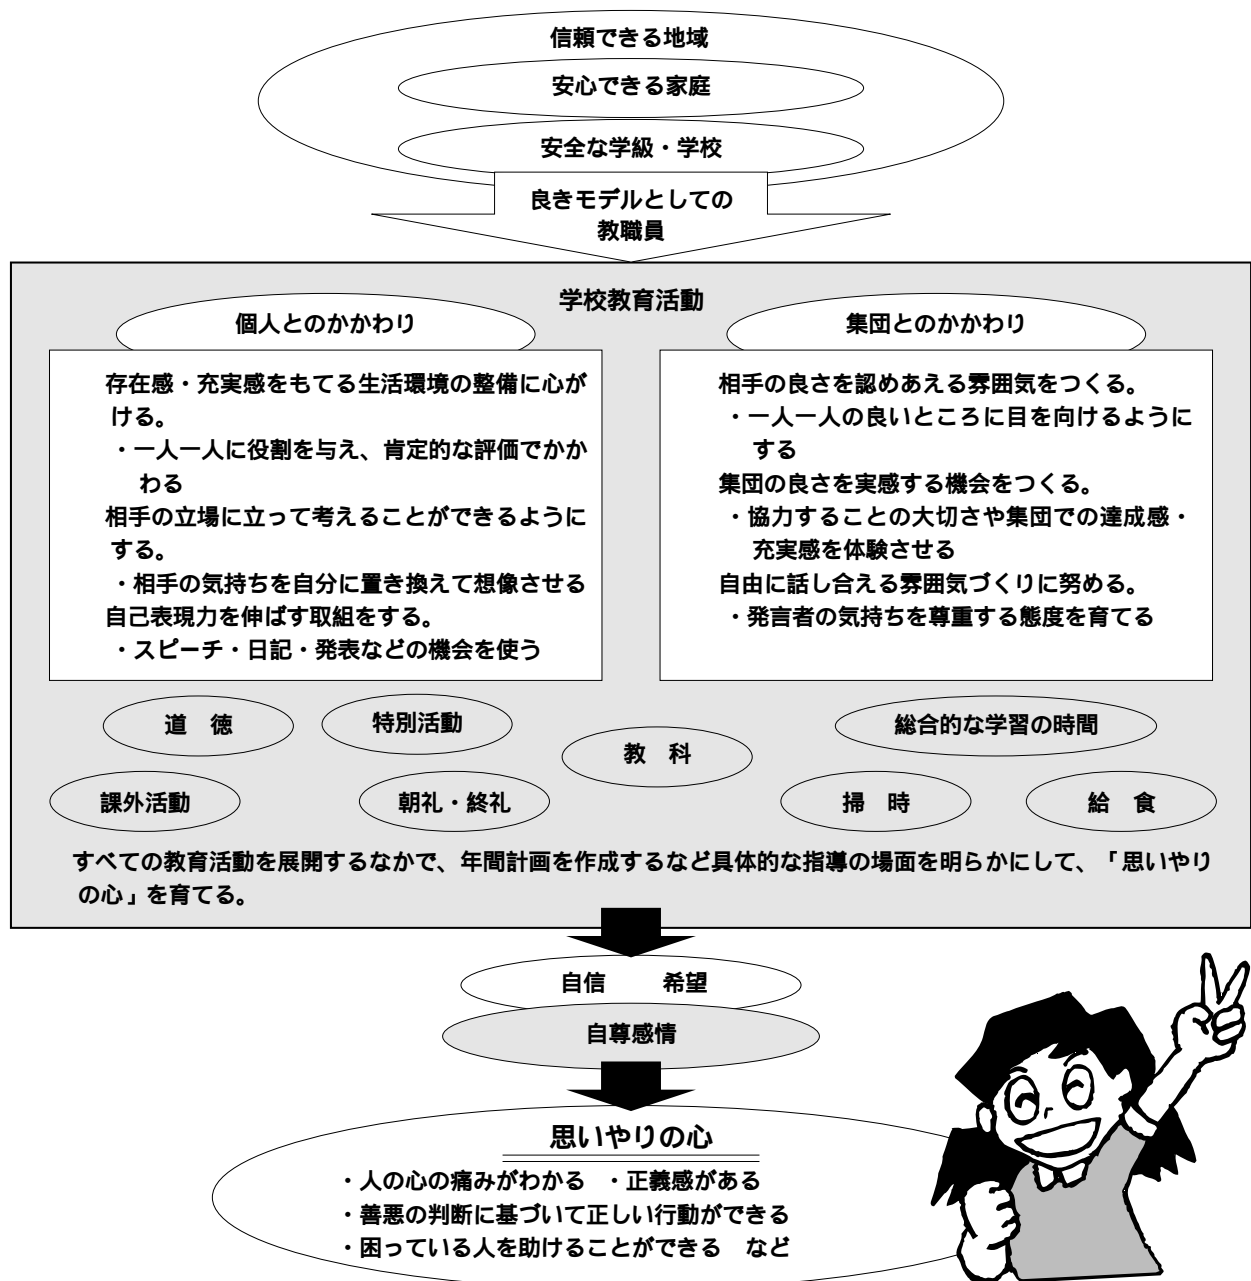 信頼できる地域
安心できる家庭
安全な学級・学校
良きモデルとしての
教職員
学校教育活動
個人とのかかわり
存在感・充実感をもてる生活環境の整備に心が
ける。
・一人一人に役割を与え、肯定的な評価でかか
わる
相手の立場に立って考えることができるように
する。
・相手の気持ちを自分に置き換えて想像させる
自己表現力を伸ばす取組をする。
・スピーチ・日記・発表などの機会を使う
集団とのかかわり
相手の良さを認めあえる雰囲気をつくる。
・一人一人の良いところに目を向けるように
する
集団の良さを実感する機会をつくる。
・協力することの大切さや集団での達成感・
充実感を体験させる
自由に話し合える雰囲気づくりに努める。
・発言者の気持ちを尊重する態度を育てる
道　徳
特別活動
教　科
総合的な学習の時間
課外活動
朝礼・終礼
掃　時
給　食
すべての教育活動を展開するなかで、年間計画を作成するなど具体的な指導の場面を明らかにして、「思いやり
の心」を育てる。
自信　　希望
自尊感情
思いやりの心
・人の心の痛みがわかる　・正義感がある
・善悪の判断に基づいて正しい行動ができる
・困っている人を助けることができる　など